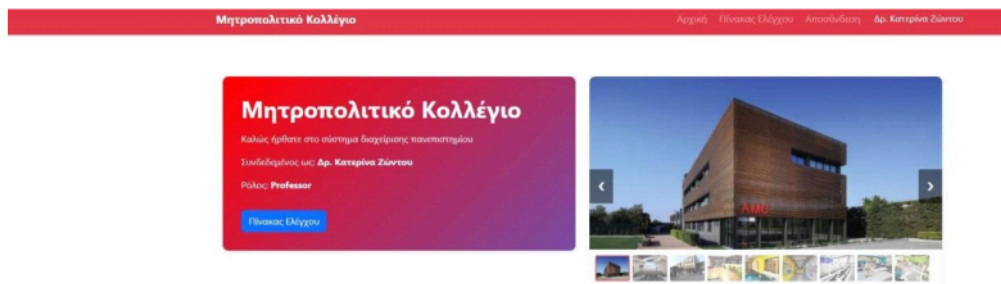 Μητροπολιτικό Κολλέγιο
Αρχική Πίνακας Ελέγχου Αποσύνδεση Δρ. Κατερίνα Ζώντου
Μητροπολιτικό Κολλέγιο
Καλώς ήρθατε στο σύστημα διαχείρισης πανεπιστημίου
Συνδεδεμένος ως: Δρ. Κατερίνα Ζώντου
Ρόλος: Professor
Πίνακας Ελέγχου
AMC